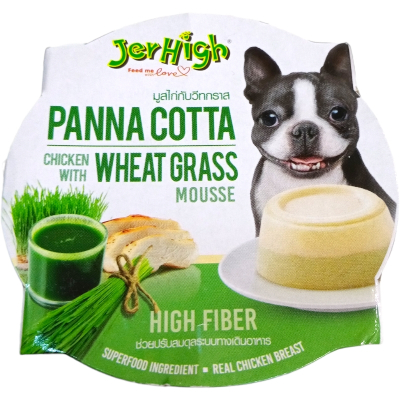 JerHigh
Feed me with love
มูสไก่กับวีทกราส
PANNA COTTA
CHICKEN WITH WHEAT GRASS
MOUSSE
HIGH FIBER
ช่วยปรับสมดุลระบบทางเดินอาหาร
SUPERFOOD INGREDIENT ▪ REAL CHICKEN BREAST